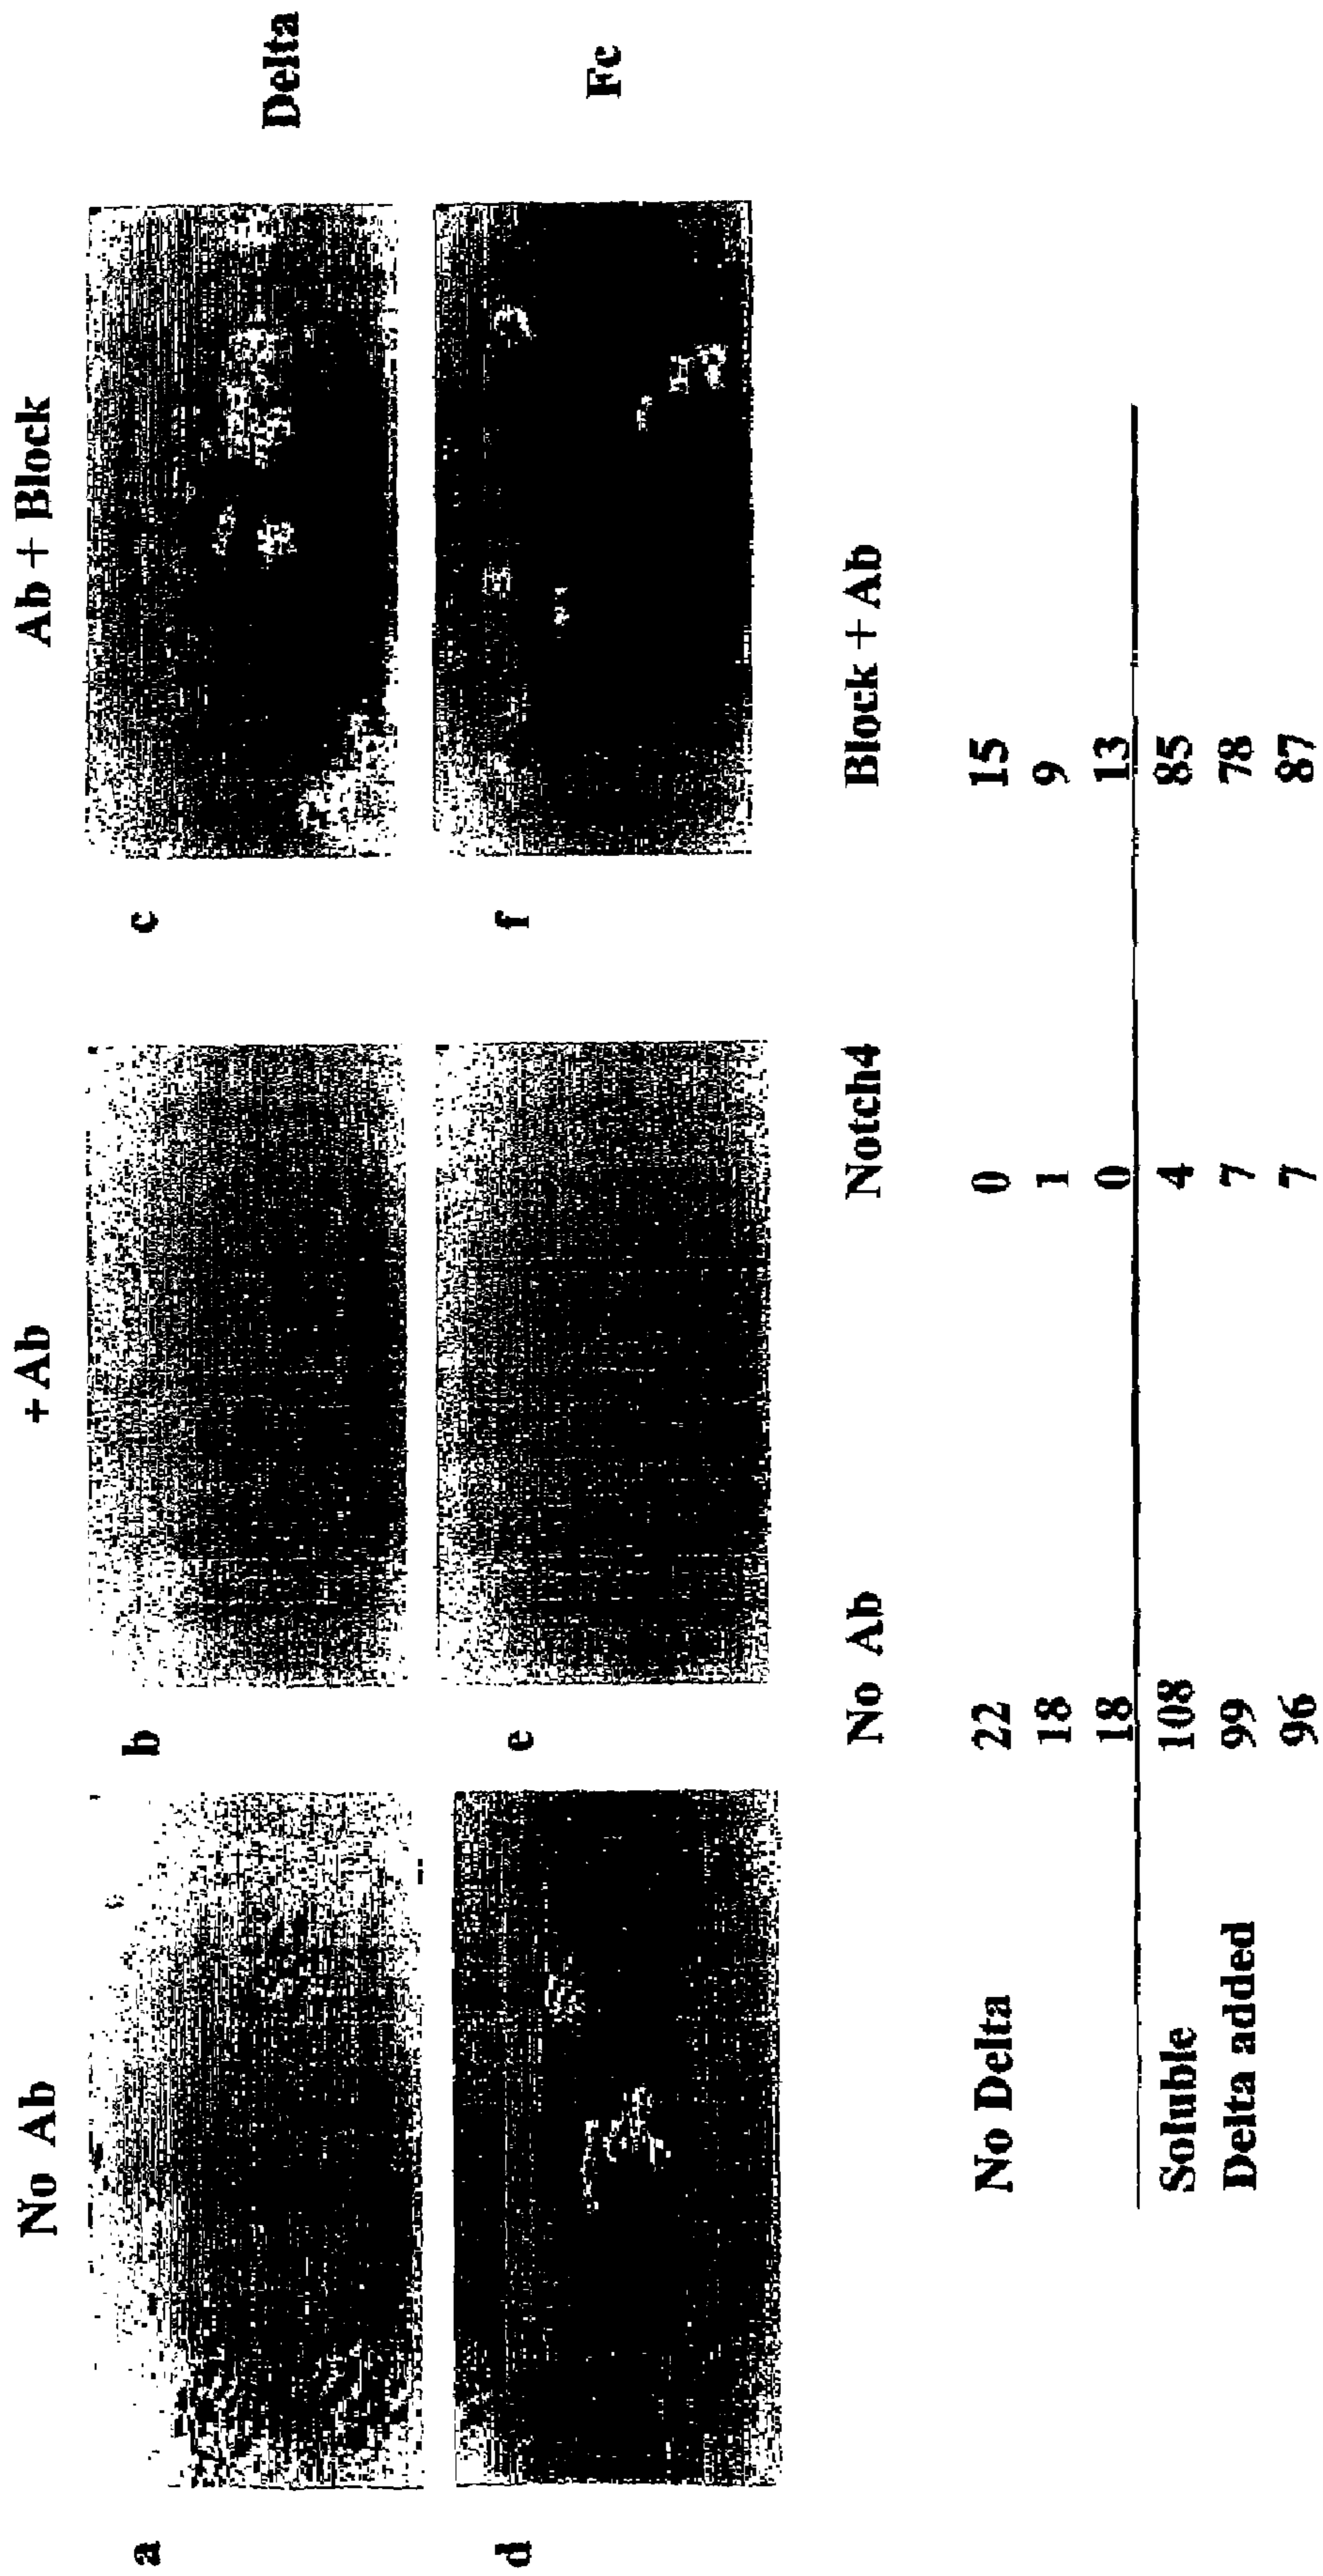 No Ab +Ab Ab + Block
a b c Delta
d e f Fc
No Ab Notch4 Block + Ab
No Delta 22 0 15
18 1 9
18 0 13
Soluble 108 4 85
Delta added 99 7 78
96 7 87